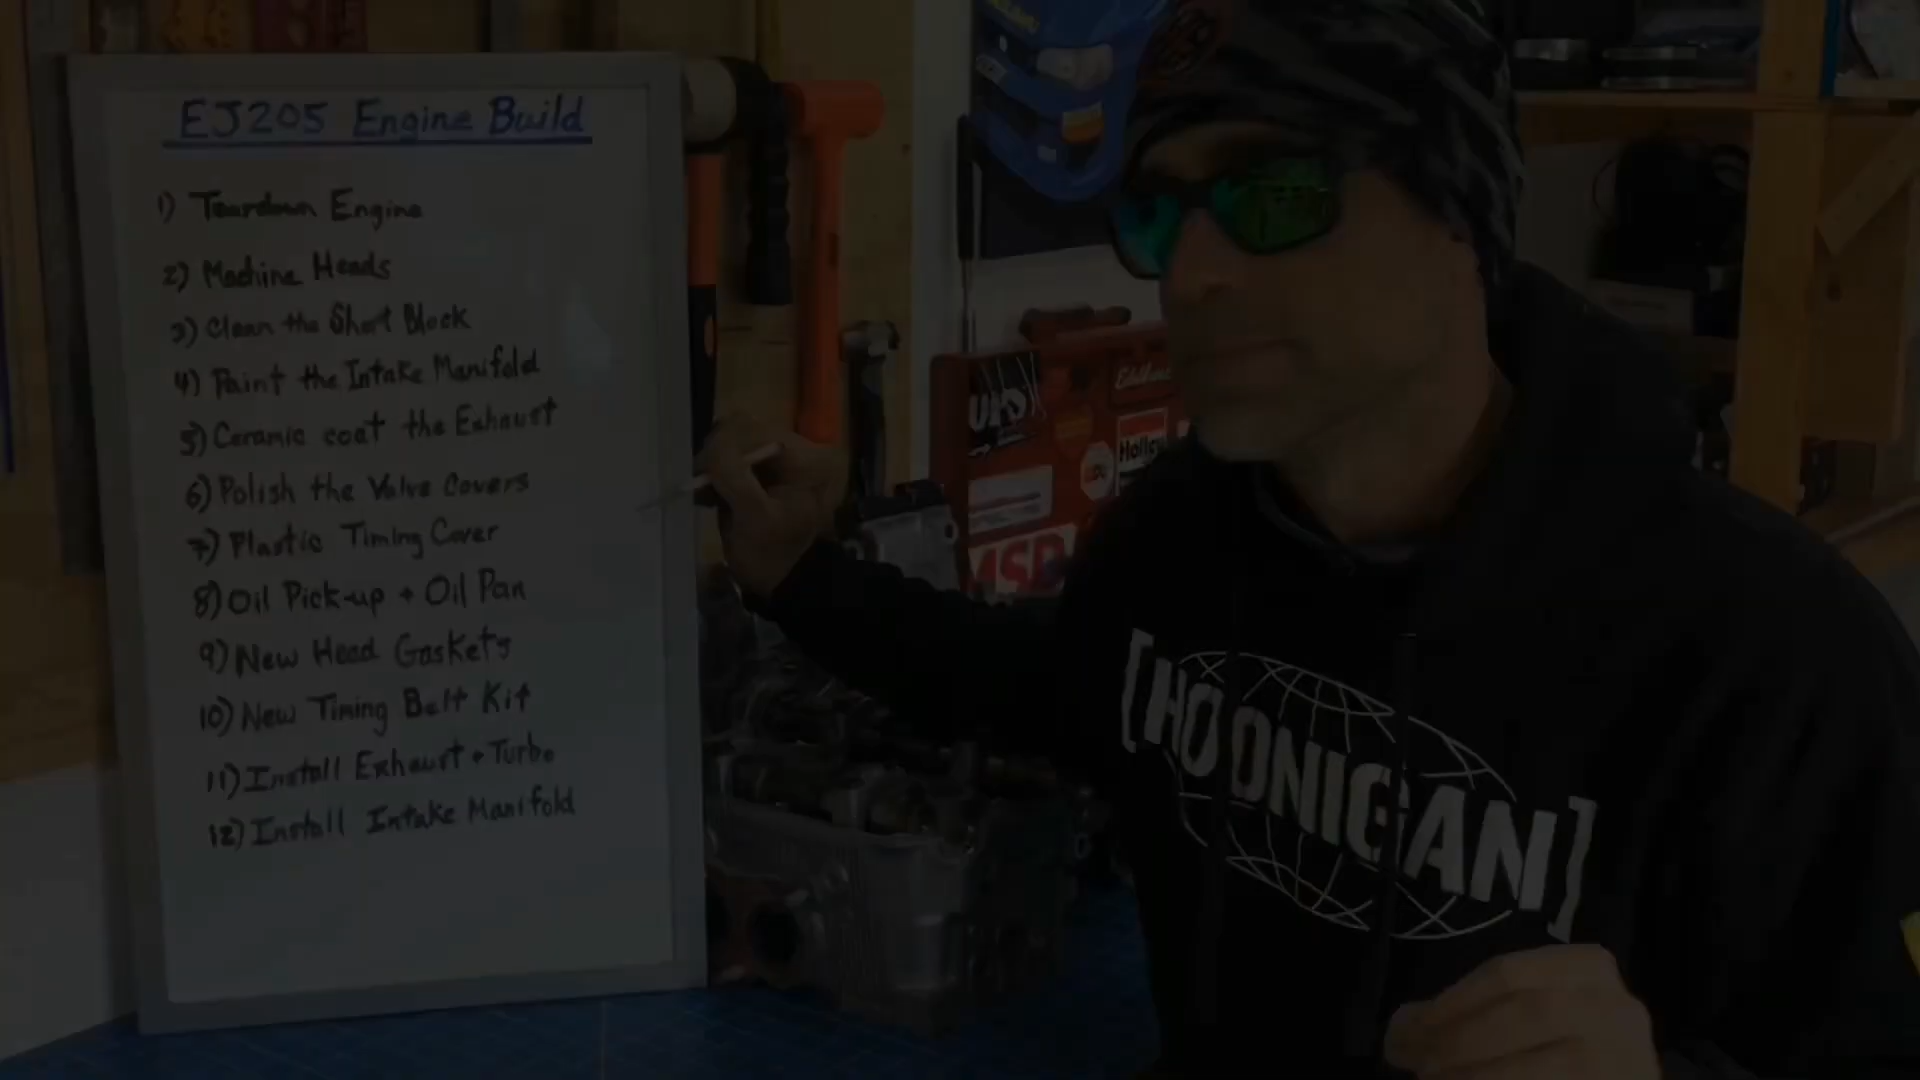 EJ205 Engine Build
1) Teardown Engine
2) Machine Heads
3) Clean the Short Block
4) Paint the Intake Manifold
5) Ceramic coat the Exhaust
6) Polish the Valve Covers
7) Plastic Timing Cover
8) Oil Pick-up + Oil Pan
9) New Head Gaskets
10) New Timing Belt Kit
11) Install Exhaust + Turbo
12) Install Intake Manifold
Holley
MSD
[HOONIGAN]